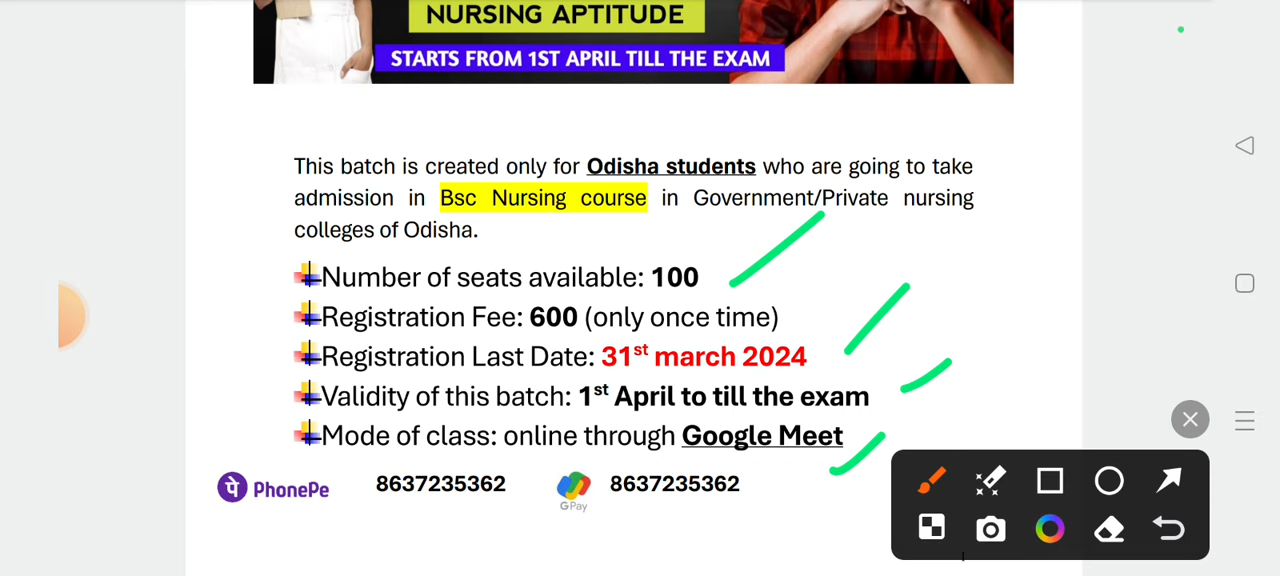 NURSING APTITUDE
STARTS FROM 1ST APRIL TILL THE EXAM
This batch is created only for Odisha students who are going to take
admission in Bsc Nursing course in Government/Private nursing
colleges of Odisha.
Number of seats available: 100
Registration Fee: 600 (only once time)
Registration Last Date: 31st march 2024
Validity of this batch: 1st April to till the exam
Mode of class: online through Google Meet
पे PhonePe 8637235362 GPay 8637235362